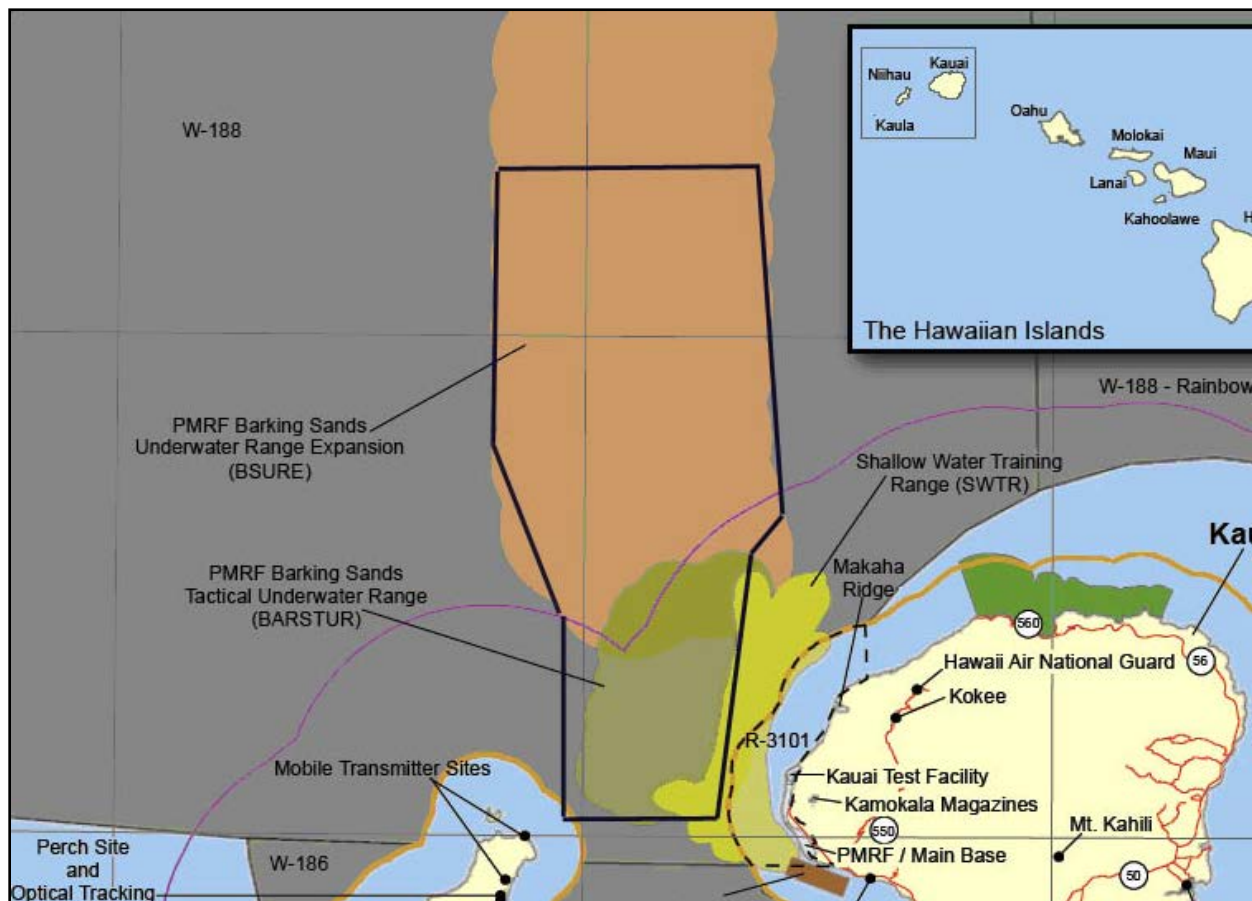 W-188
Niihau
Kauai
Kaula
Oahu
Molokai
Maui
Lanai
Kahoolawe
H
The Hawaiian Islands
W-188 - Rainbow
PMRF Barking Sands
Underwater Range Expansion
(BSURE)
Shallow Water Training
Range (SWTR)
Kau
PMRF Barking Sands
Tactical Underwater Range
(BARSTUR)
Makaha
Ridge
560
56
Hawaii Air National Guard
Kokee
R-3101
Mobile Transmitter Sites
Kauai Test Facility
Kamokala Magazines
550
Mt. Kahili
PMRF / Main Base
Perch Site
and
Optical Tracking
W-186
50